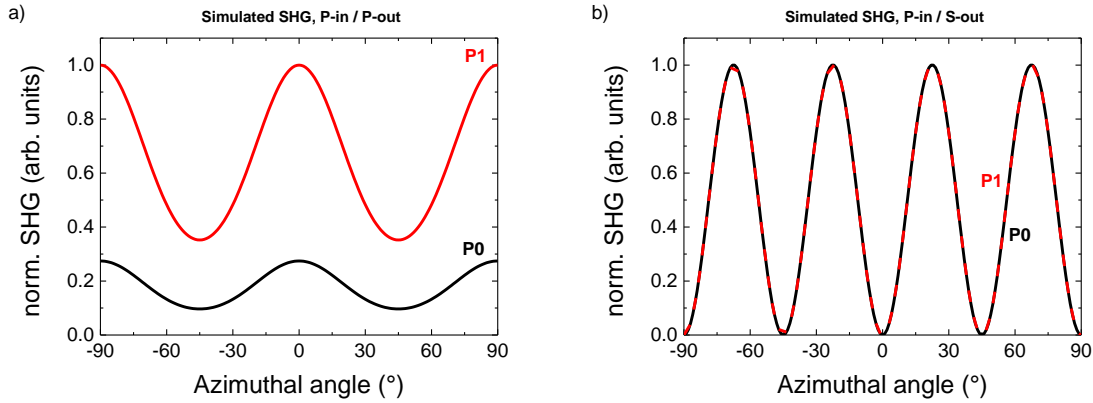 a)
Simulated SHG, P-in / P-out
norm. SHG (arb. units)
1.0
0.8
0.6
0.4
0.2
0.0
P1
P0
-90 -60 -30 0 30 60 90
Azimuthal angle (°)
b)
Simulated SHG, P-in / S-out
norm. SHG (arb. units)
1.0
0.8
0.6
0.4
0.2
0.0
P1
P0
-90 -60 -30 0 30 60 90
Azimuthal angle (°)